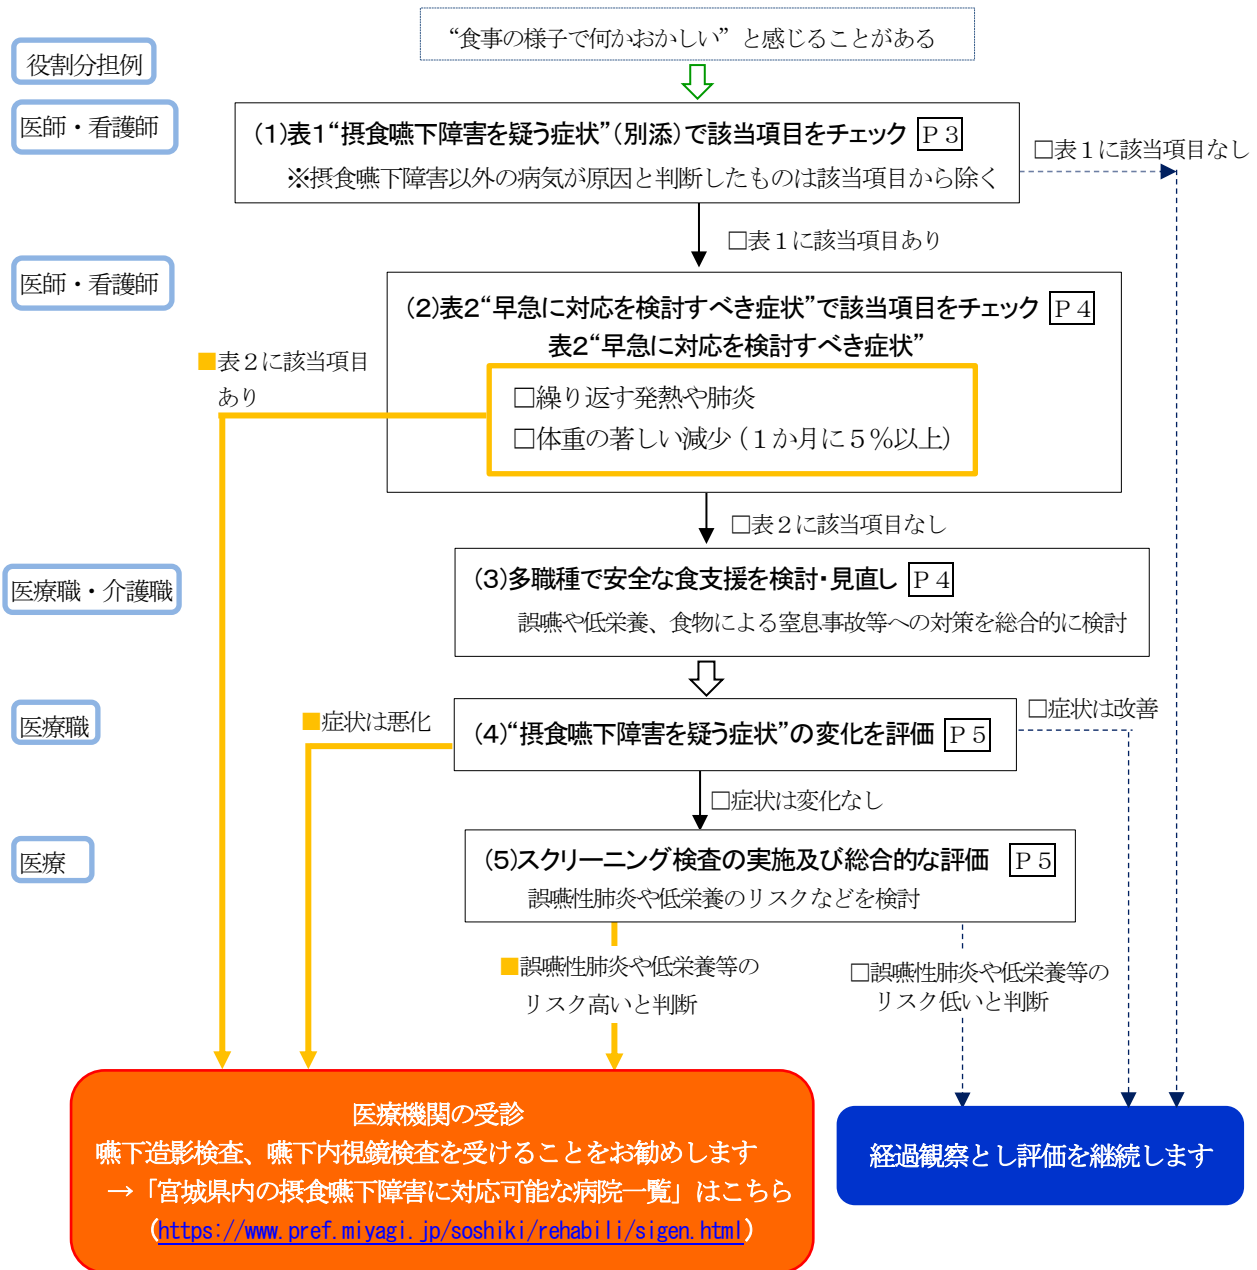 “食事の様子で何かおかしい”と感じることがある
役割分担例
医師・看護師
(1)表1“摂食嚥下障害を疑う症状”(別添)で該当項目をチェック P3
※摂食嚥下障害以外の病気が原因と判断したものは該当項目から除く
□表１に該当項目なし
□表１に該当項目あり
医師・看護師
(2)表2“早急に対応を検討すべき症状”で該当項目をチェック P4
表2“早急に対応を検討すべき症状”
■表２に該当項目
あり
□繰り返す発熱や肺炎
□体重の著しい減少（１か月に５％以上）
□表２に該当項目なし
医療職・介護職
(3)多職種で安全な食支援を検討・見直し P4
誤嚥や低栄養、食物による窒息事故等への対策を総合的に検討
医療職
■症状は悪化
(4)“摂食嚥下障害を疑う症状”の変化を評価 P5
□症状は改善
□症状は変化なし
医療
(5)スクリーニング検査の実施及び総合的な評価 P5
誤嚥性肺炎や低栄養のリスクなどを検討
■誤嚥性肺炎や低栄養等の
リスク高いと判断
□誤嚥性肺炎や低栄養等の
リスク低いと判断
医療機関の受診
嚥下造影検査、嚥下内視鏡検査を受けることをお勧めします
→「宮城県内の摂食嚥下障害に対応可能な病院一覧」はこちら
(https://www.pref.miyagi.jp/soshiki/rehabili/sigen.html)
経過観察とし評価を継続します